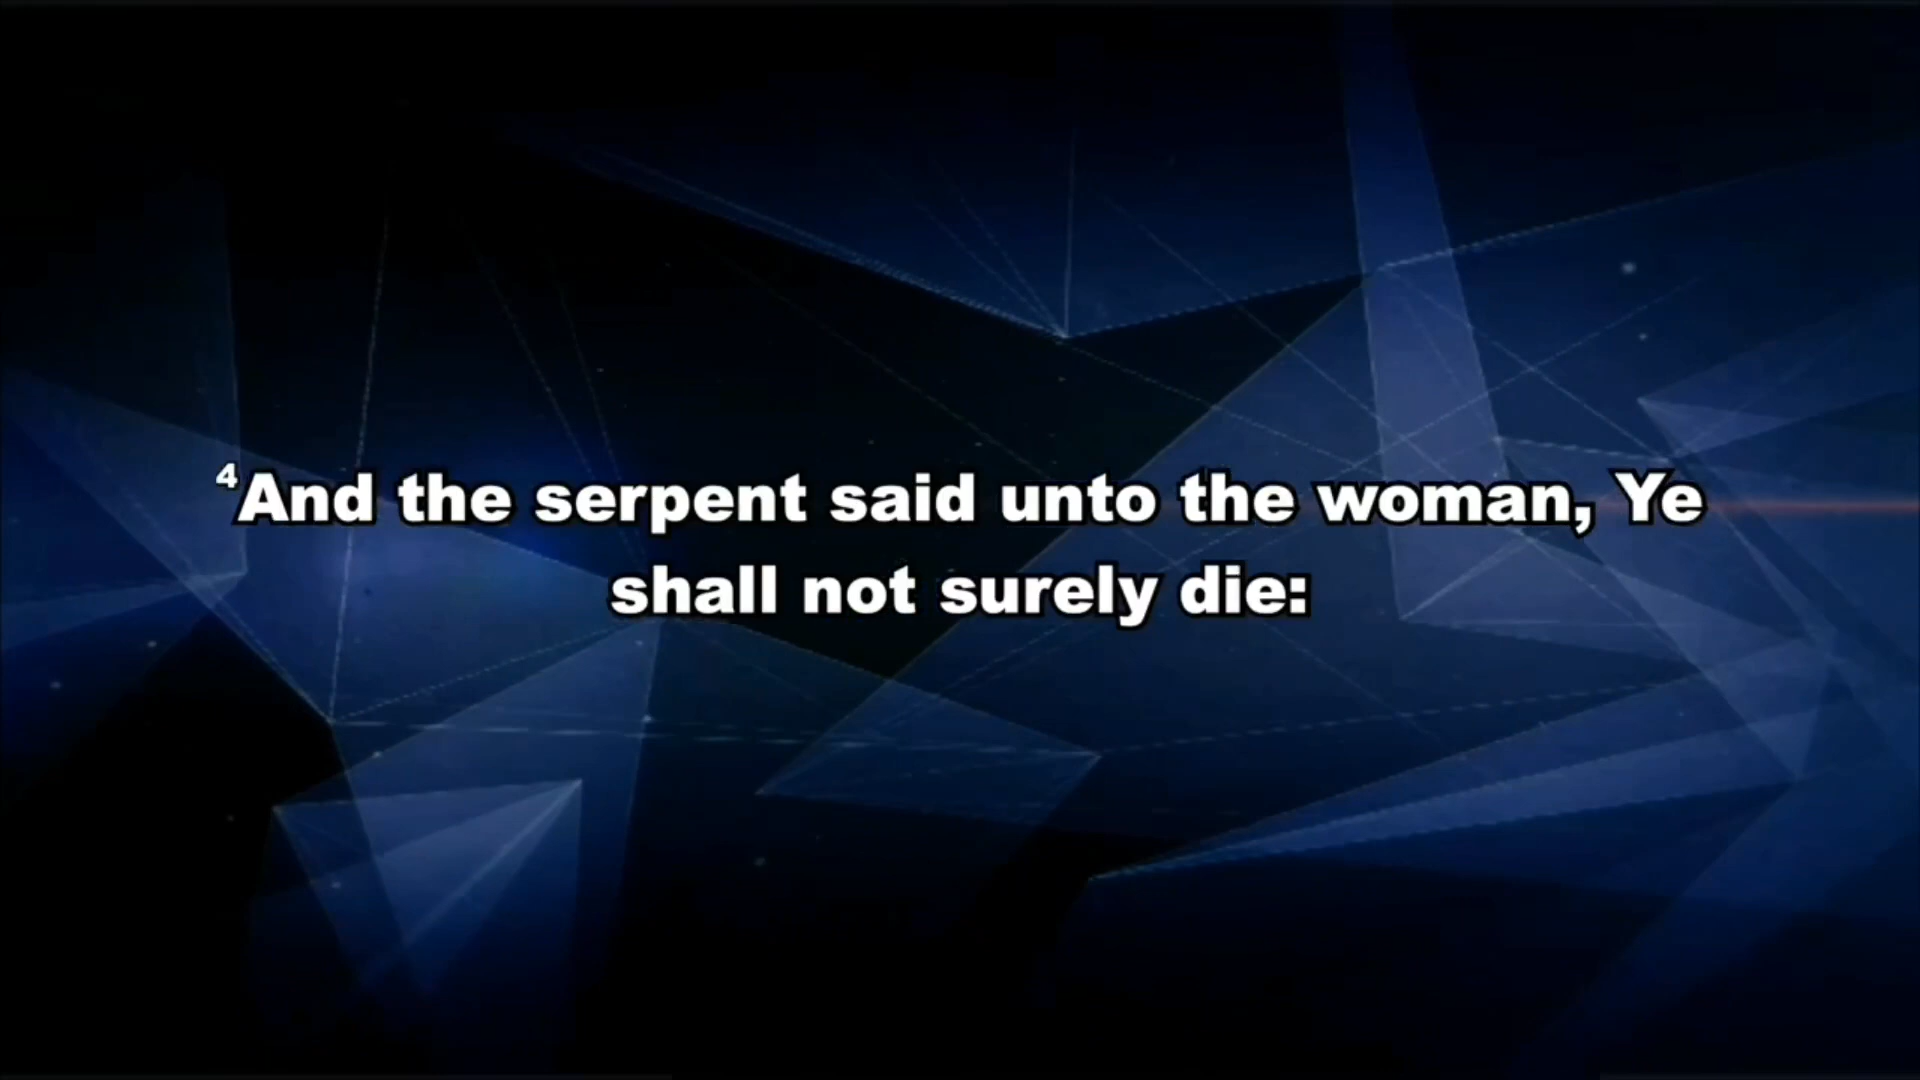 ⁴And the serpent said unto the woman, Ye
shall not surely die: